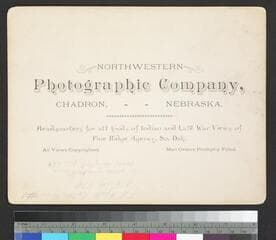 NORTHWESTERN
Photographic Company,
CHADRON, - - NEBRASKA.
Headquarters for all kinds of Indian and Late War Views of
Pine Ridge Agency, So. Dak.
All Views Copyrighted. Mail Orders Promptly Filled.